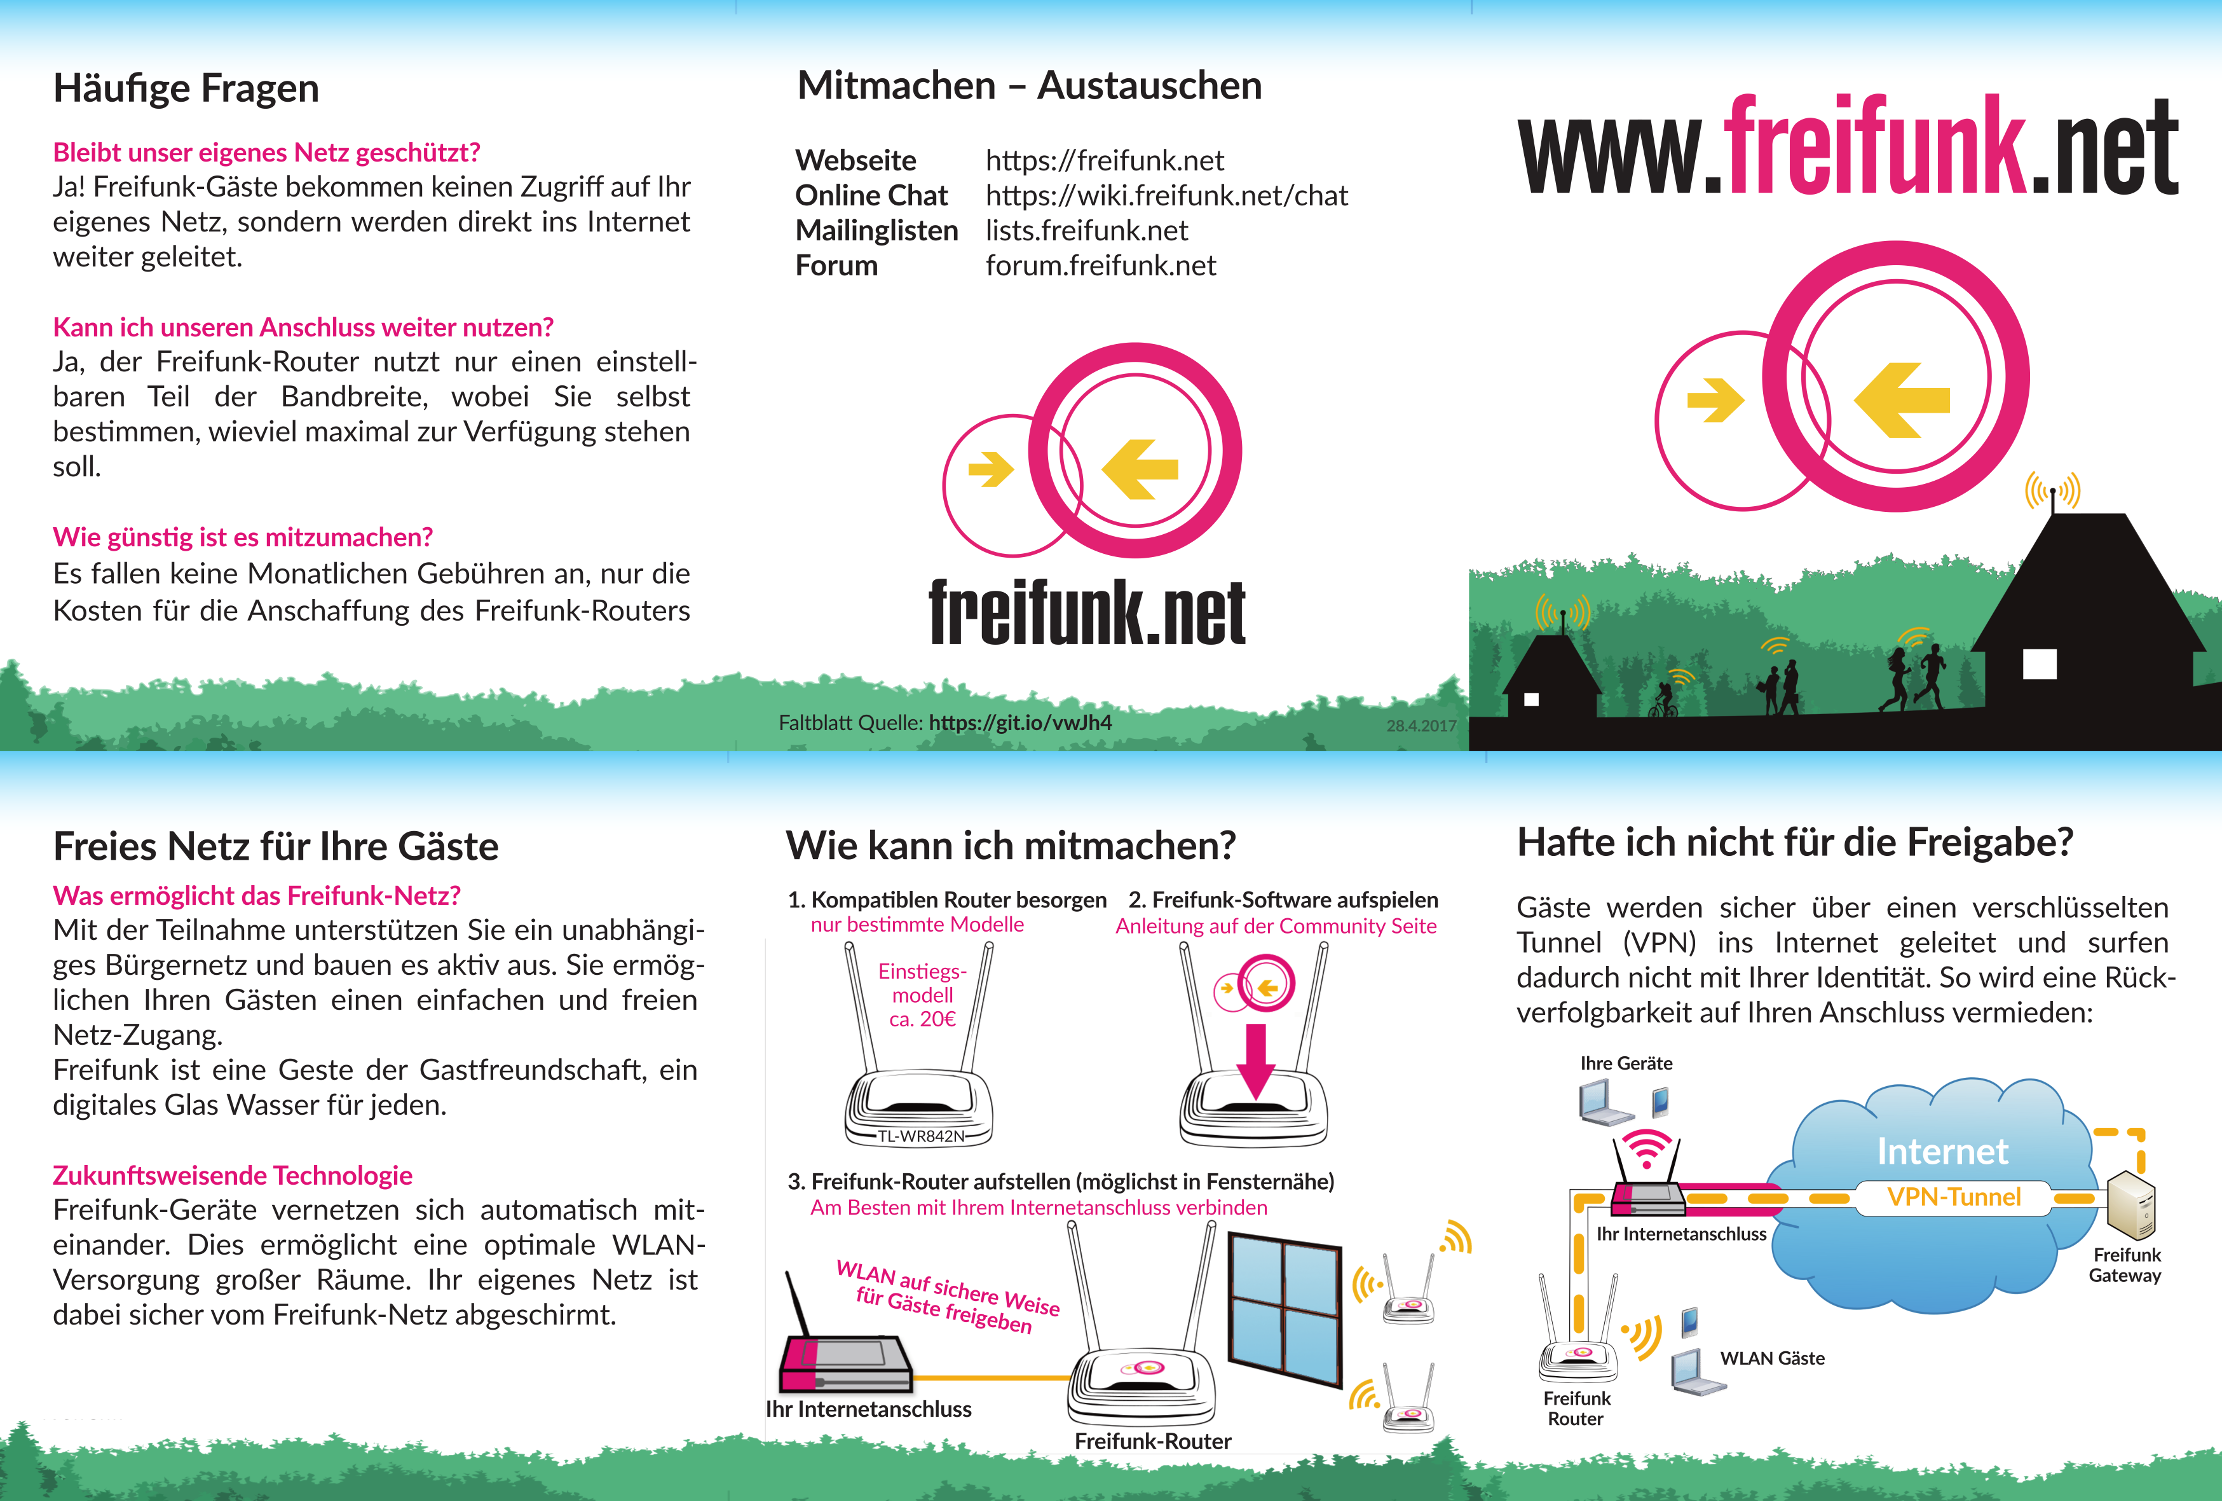 Häufige Fragen
Bleibt unser eigenes Netz geschützt?
Ja! Freifunk-Gäste bekommen keinen Zugriff auf Ihr
eigenes Netz, sondern werden direkt ins Internet
weiter geleitet.
Kann ich unseren Anschluss weiter nutzen?
Ja, der Freifunk-Router nutzt nur einen einstell-
baren Teil der Bandbreite, wobei Sie selbst
bestimmen, wieviel maximal zur Verfügung stehen
soll.
Wie günstig ist es mitzumachen?
Es fallen keine Monatlichen Gebühren an, nur die
Kosten für die Anschaffung des Freifunk-Routers
Mitmachen – Austauschen
Webseite https://freifunk.net
Online Chat https://wiki.freifunk.net/chat
Mailinglisten lists.freifunk.net
Forum forum.freifunk.net
freifunk.net
Faltblatt Quelle: https://git.io/vwJh4
28.4.2017
www.freifunk.net
Freies Netz für Ihre Gäste
Was ermöglicht das Freifunk-Netz?
Mit der Teilnahme unterstützen Sie ein unabhängi-
ges Bürgernetz und bauen es aktiv aus. Sie ermög-
lichen Ihren Gästen einen einfachen und freien
Netz-Zugang.
Freifunk ist eine Geste der Gastfreundschaft, ein
digitales Glas Wasser für jeden.
Zukunftsweisende Technologie
Freifunk-Geräte vernetzen sich automatisch mit-
einander. Dies ermöglicht eine optimale WLAN-
Versorgung großer Räume. Ihr eigenes Netz ist
dabei sicher vom Freifunk-Netz abgeschirmt.
Wie kann ich mitmachen?
1. Kompatiblen Router besorgen
nur bestimmte Modelle
Einstiegs-
modell
ca. 20€
TL-WR842N
2. Freifunk-Software aufspielen
Anleitung auf der Community Seite
3. Freifunk-Router aufstellen (möglichst in Fensternähe)
Am Besten mit Ihrem Internetanschluss verbinden
WLAN auf sichere Weise
für Gäste freigeben
Ihr Internetanschluss
Freifunk-Router
Hafte ich nicht für die Freigabe?
Gäste werden sicher über einen verschlüsselten
Tunnel (VPN) ins Internet geleitet und surfen
dadurch nicht mit Ihrer Identität. So wird eine Rück-
verfolgbarkeit auf Ihren Anschluss vermieden:
Ihre Geräte
Internet
VPN-Tunnel
Ihr Internetanschluss
Freifunk
Gateway
WLAN Gäste
Freifunk
Router